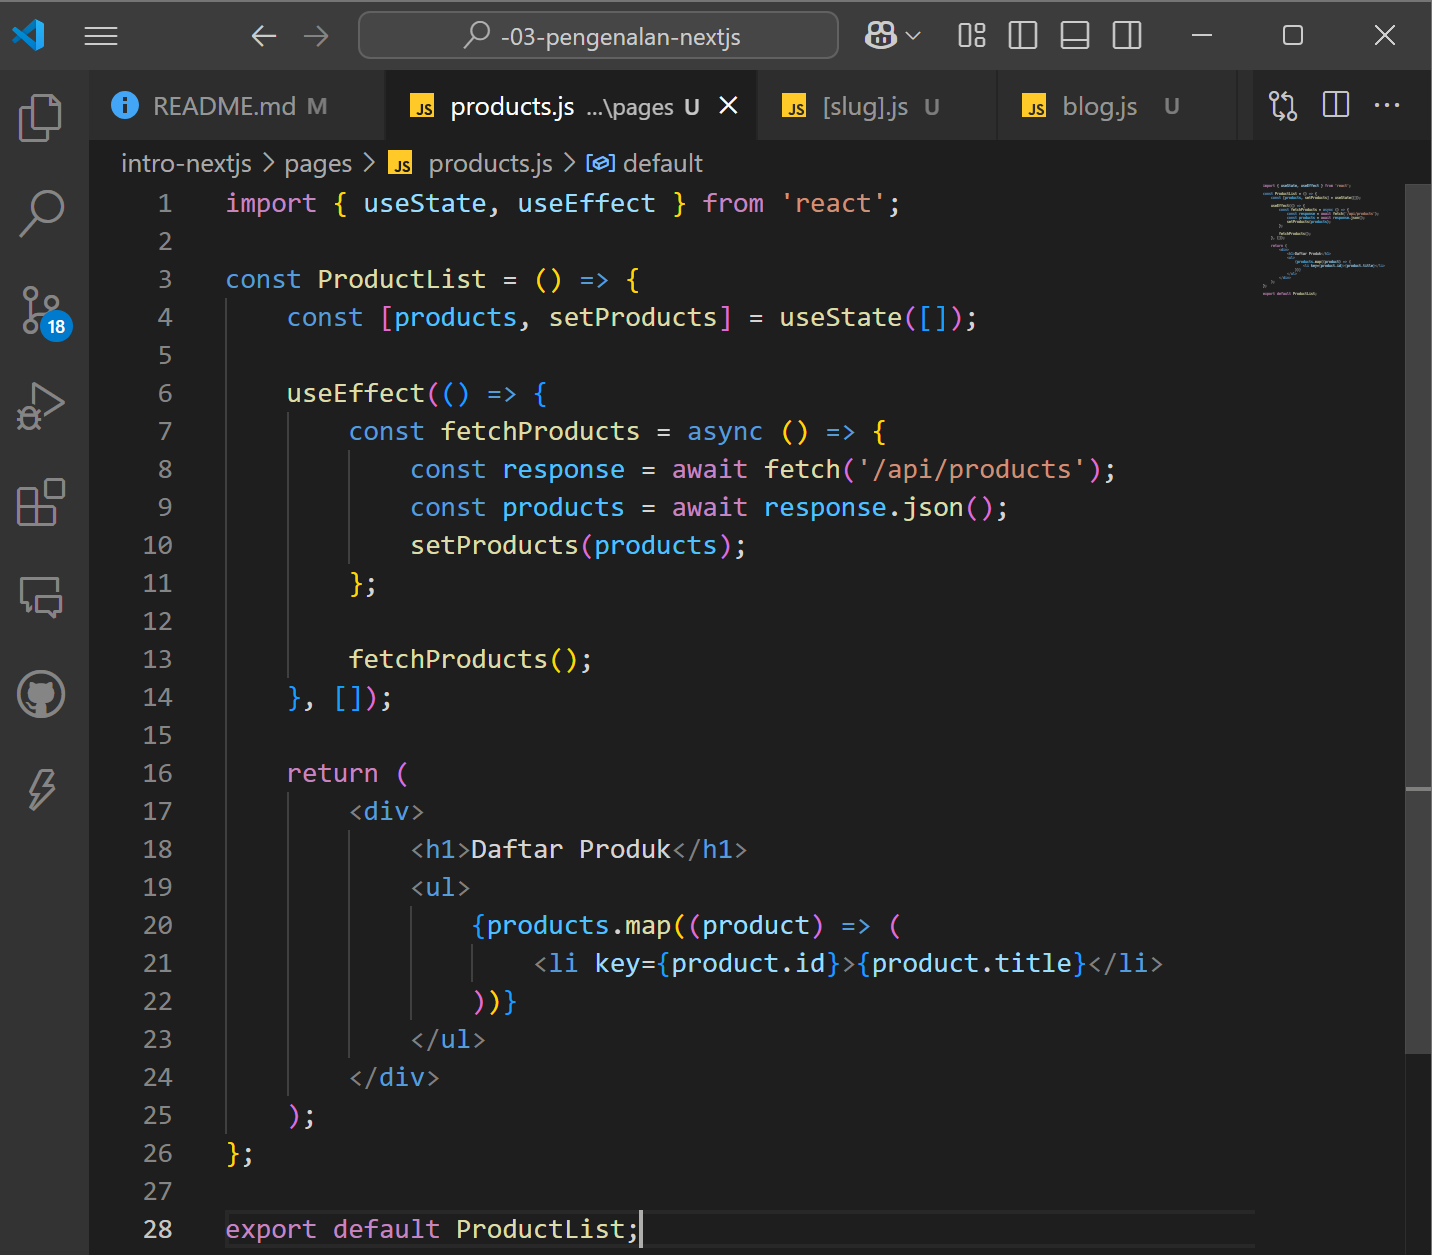 -03-pengenalan-nextjs
README.md M
products.js ...\pages U
[slug].js U
blog.js U
intro-nextjs > pages > JS products.js > default
18
1 import { useState, useEffect } from 'react';
2
3 const ProductList = () => {
4     const [products, setProducts] = useState([]);
5
6     useEffect(() => {
7         const fetchProducts = async () => {
8             const response = await fetch('/api/products');
9             const products = await response.json();
10             setProducts(products);
11         };
12
13         fetchProducts();
14     }, []);
15
16     return (
17         <div>
18             <h1>Daftar Produk</h1>
19             <ul>
20                 {products.map((product) => (
21                     <li key={product.id}>{product.title}</li>
22                 ))}
23             </ul>
24         </div>
25     );
26 };
27
28 export default ProductList;